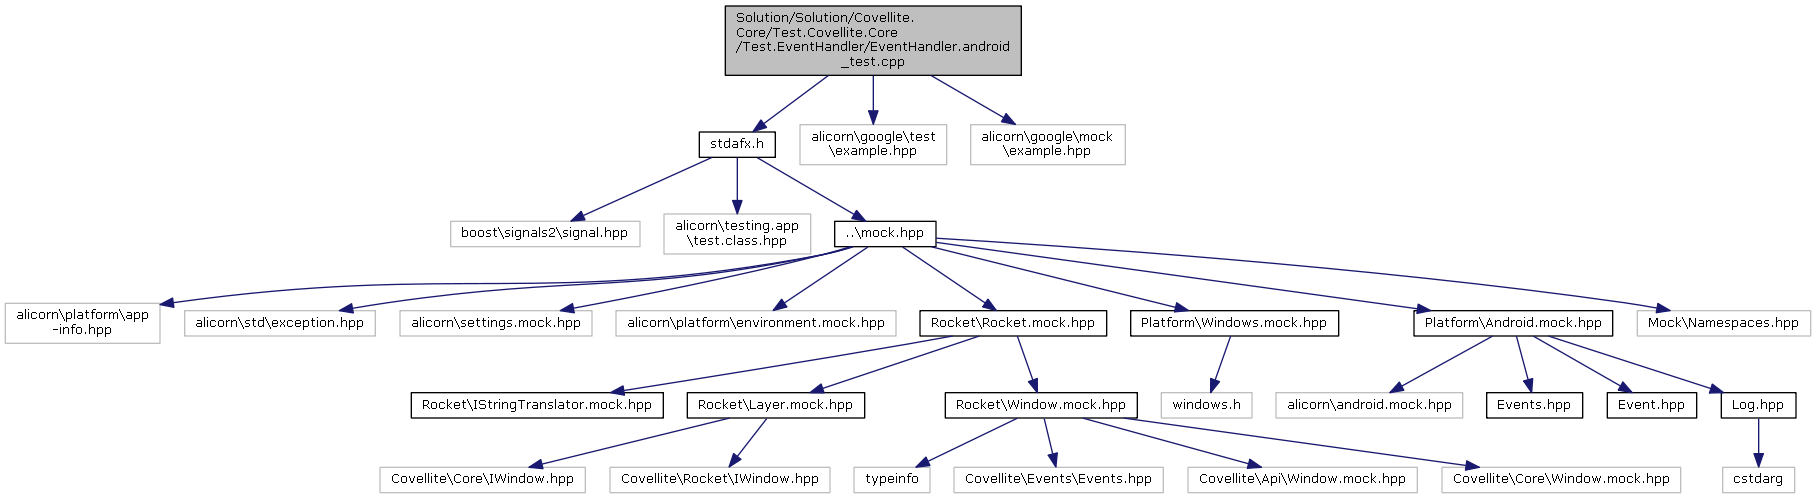 Solution/Solution/Covellite.
Core/Test.Covellite.Core
/Test.EventHandler/EventHandler.android
_test.cpp
stdafx.h
alicorn\google\test
\example.hpp
alicorn\google\mock
\example.hpp
boost\signals2\signal.hpp
alicorn\testing.app
\test.class.hpp
..\mock.hpp
alicorn\platform\app
-info.hpp
alicorn\std\exception.hpp
alicorn\settings.mock.hpp
alicorn\platform\environment.mock.hpp
Rocket\Rocket.mock.hpp
Platform\Windows.mock.hpp
Platform\Android.mock.hpp
Mock\Namespaces.hpp
Rocket\IStringTranslator.mock.hpp
Rocket\Layer.mock.hpp
Rocket\Window.mock.hpp
windows.h
alicorn\android.mock.hpp
Events.hpp
Event.hpp
Log.hpp
Covellite\Core\IWindow.hpp
Covellite\Rocket\IWindow.hpp
typeinfo
Covellite\Events\Events.hpp
Covellite\Api\Window.mock.hpp
Covellite\Core\Window.mock.hpp
cstdarg